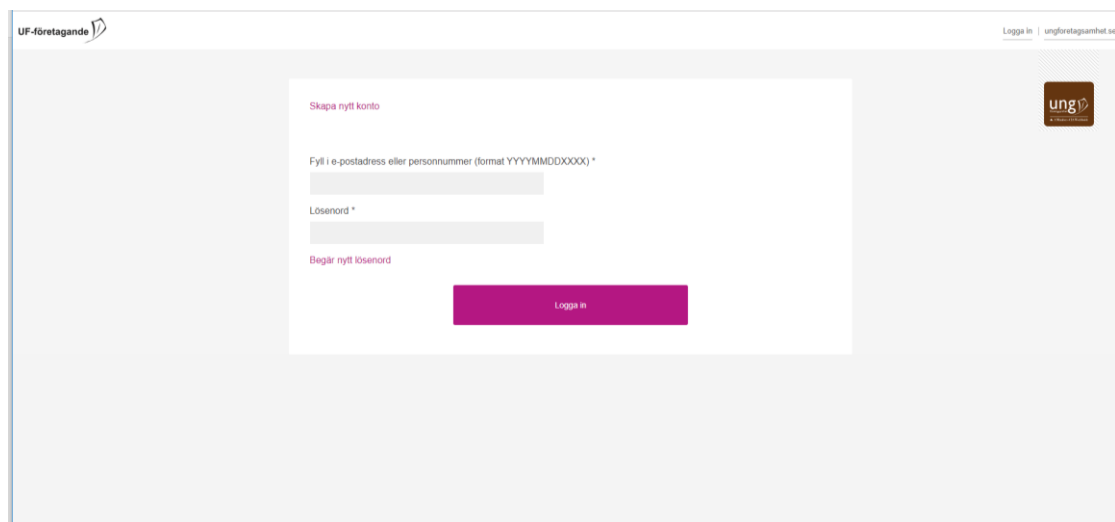 UF-företagande
Logga in | ungforetagsamhet.se
ung
Skapa nytt konto
Fyll i e-postadress eller personnummer (format YYYYMMDDXXXX) *
Lösenord *
Begär nytt lösenord
Logga in